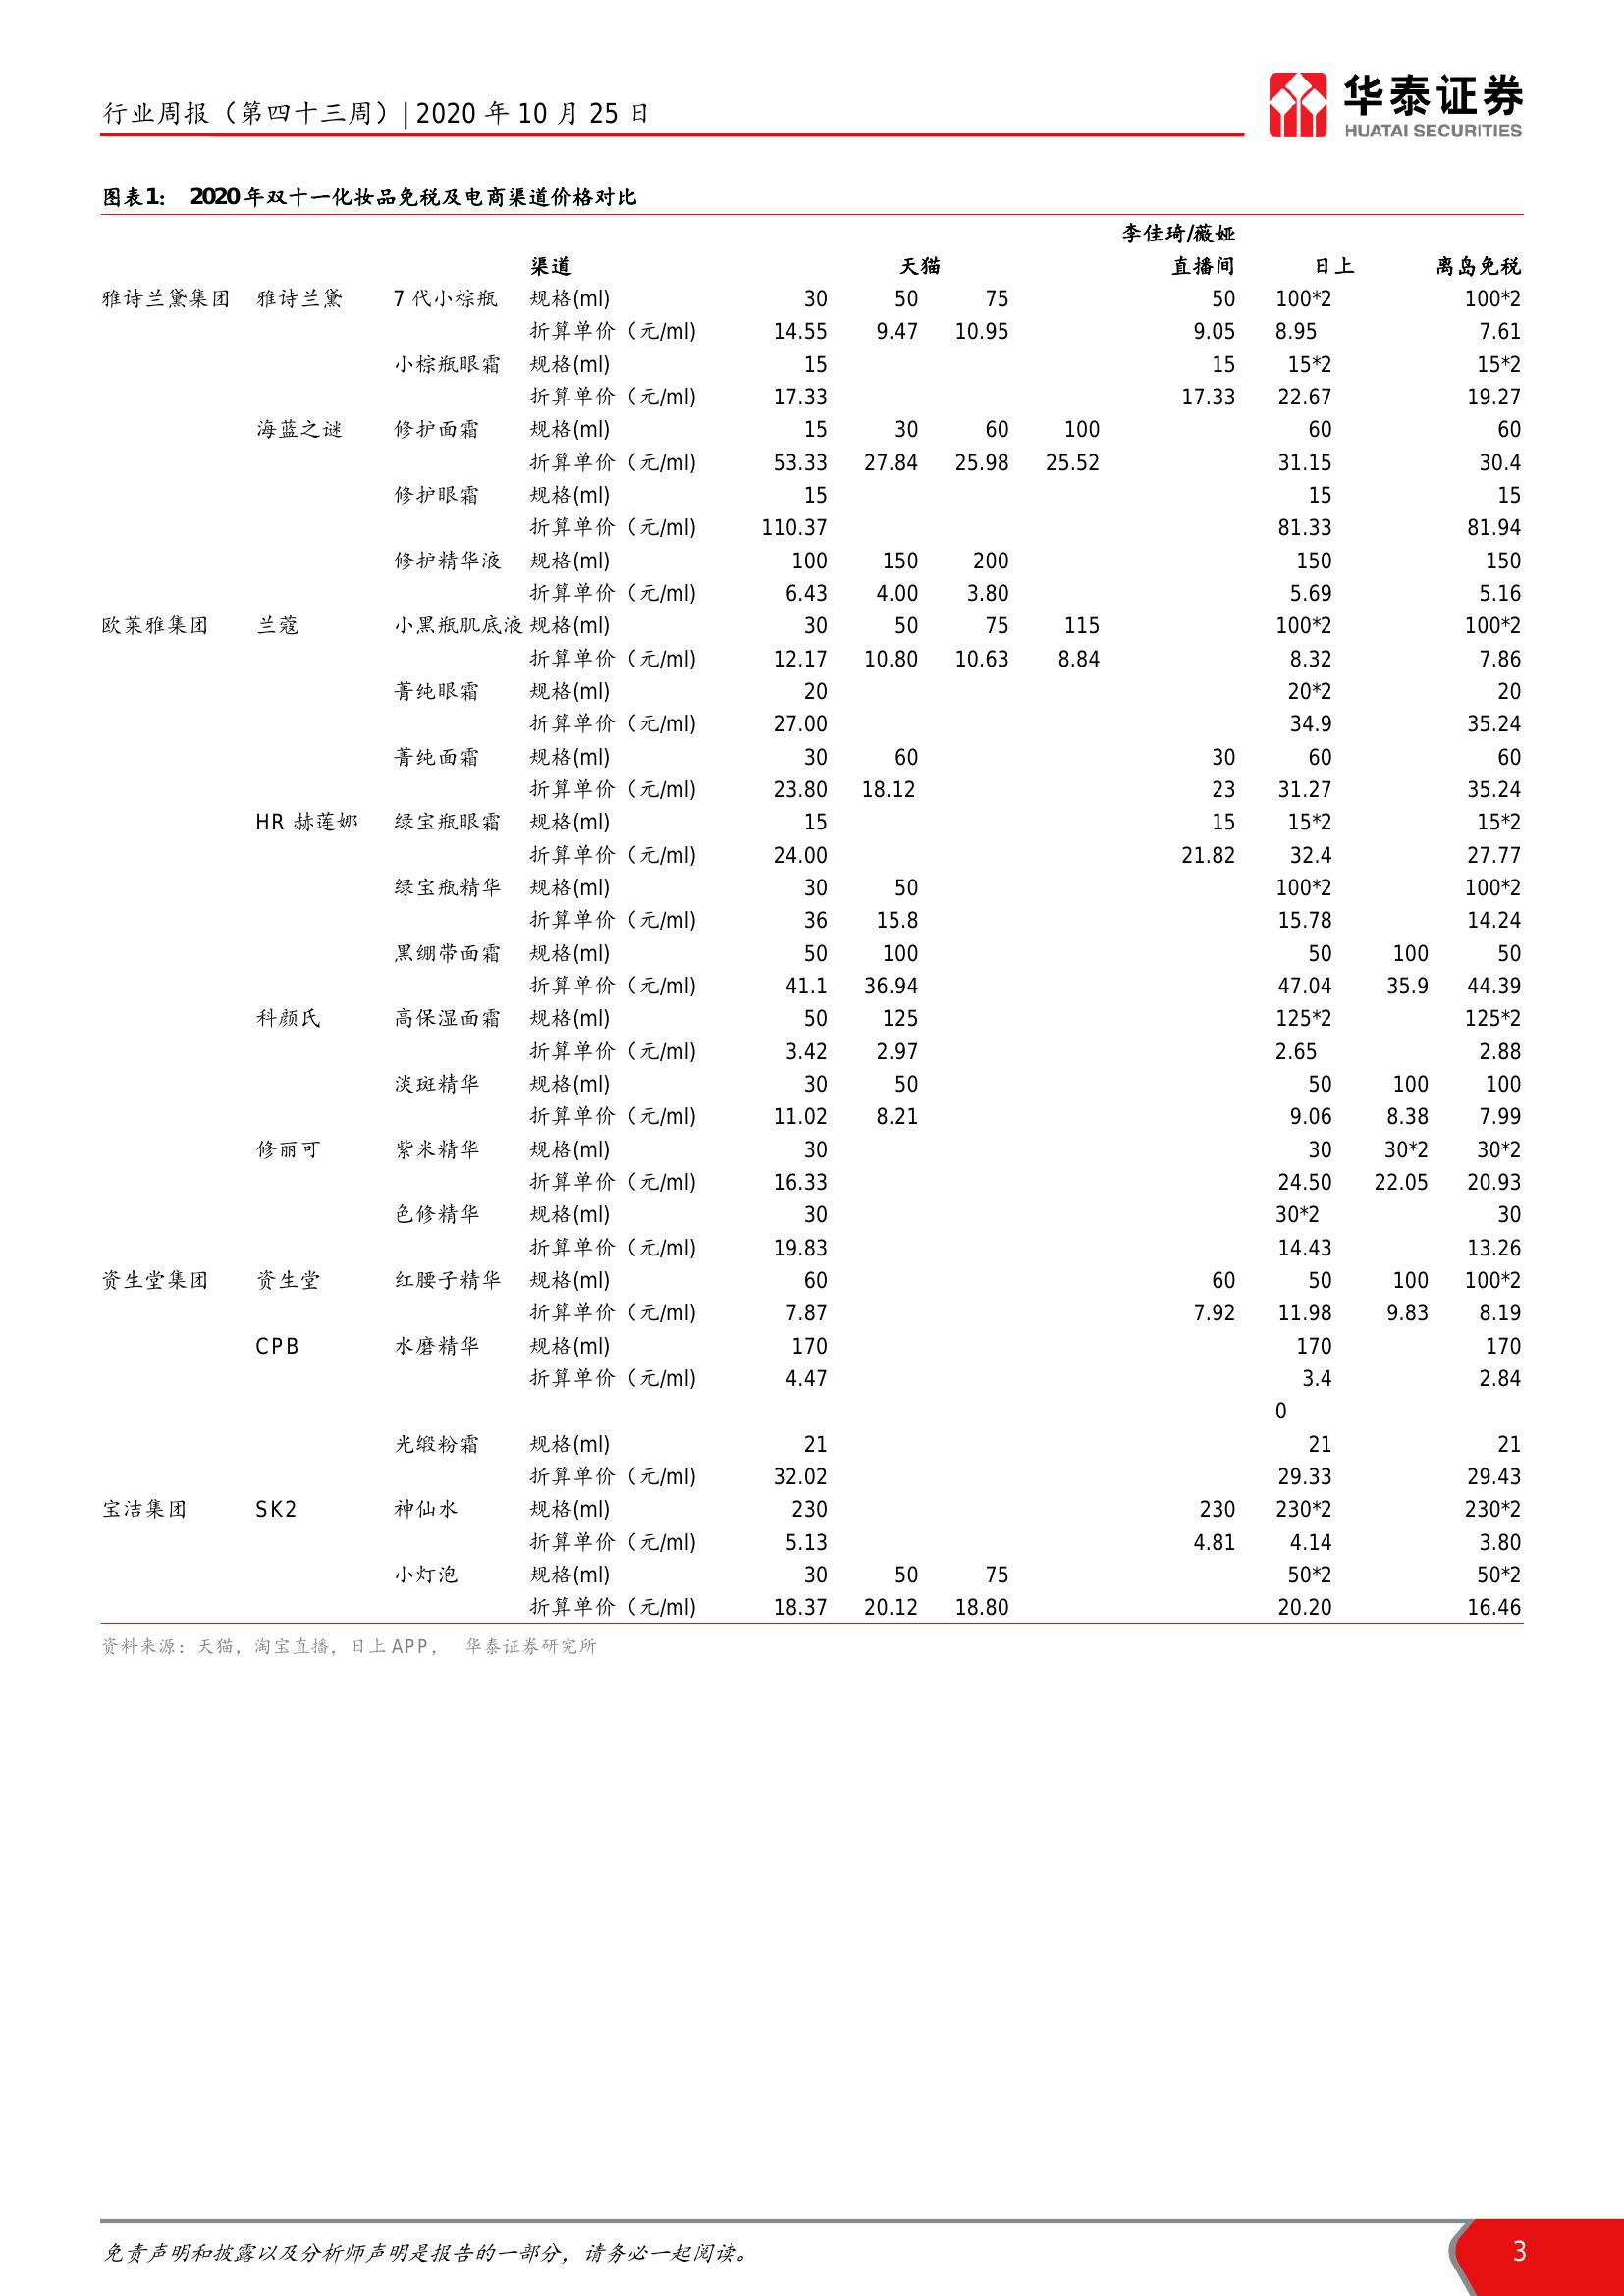 行业周报（第四十三周）| 2020 年 10 月 25 日
华泰证券
HUATAI SECURITIES
图表1： 2020 年双十一化妆品免税及电商渠道价格对比
李佳琦/薇娅
渠道 天猫 直播间 日上 离岛免税
雅诗兰黛集团 雅诗兰黛 7 代小棕瓶 规格(ml) 30 50 75 50 100*2 100*2
折算单价（元/ml) 14.55 9.47 10.95 9.05 8.95 7.61
小棕瓶眼霜 规格(ml) 15 15 15*2 15*2
折算单价（元/ml) 17.33 17.33 22.67 19.27
海蓝之谜 修护面霜 规格(ml) 15 30 60 100 60 60
折算单价（元/ml) 53.33 27.84 25.98 25.52 31.15 30.4
修护眼霜 规格(ml) 15 15 15
折算单价（元/ml) 110.37 81.33 81.94
修护精华液 规格(ml) 100 150 200 150 150
折算单价（元/ml) 6.43 4.00 3.80 5.69 5.16
欧莱雅集团 兰蔻 小黑瓶肌底液 规格(ml) 30 50 75 115 100*2 100*2
折算单价（元/ml) 12.17 10.80 10.63 8.84 8.32 7.86
菁纯眼霜 规格(ml) 20 20*2 20
折算单价（元/ml) 27.00 34.9 35.24
菁纯面霜 规格(ml) 30 60 30 60 60
折算单价（元/ml) 23.80 18.12 23 31.27 35.24
HR 赫莲娜 绿宝瓶眼霜 规格(ml) 15 15 15*2 15*2
折算单价（元/ml) 24.00 21.82 32.4 27.77
绿宝瓶精华 规格(ml) 30 50 100*2 100*2
折算单价（元/ml) 36 15.8 15.78 14.24
黑绷带面霜 规格(ml) 50 100 50 100 50
折算单价（元/ml) 41.1 36.94 47.04 35.9 44.39
科颜氏 高保湿面霜 规格(ml) 50 125 125*2 125*2
折算单价（元/ml) 3.42 2.97 2.65 2.88
淡斑精华 规格(ml) 30 50 50 100 100
折算单价（元/ml) 11.02 8.21 9.06 8.38 7.99
修丽可 紫米精华 规格(ml) 30 30 30*2 30*2
折算单价（元/ml) 16.33 24.50 22.05 20.93
色修精华 规格(ml) 30 30*2 30
折算单价（元/ml) 19.83 14.43 13.26
资生堂集团 资生堂 红腰子精华 规格(ml) 60 60 50 100 100*2
折算单价（元/ml) 7.87 7.92 11.98 9.83 8.19
CPB 水磨精华 规格(ml) 170 170 170
折算单价（元/ml) 4.47 3.4 2.84
0
光缎粉霜 规格(ml) 21 21 21
折算单价（元/ml) 32.02 29.33 29.43
宝洁集团 SK2 神仙水 规格(ml) 230 230 230*2 230*2
折算单价（元/ml) 5.13 4.81 4.14 3.80
小灯泡 规格(ml) 30 50 75 50*2 50*2
折算单价（元/ml) 18.37 20.12 18.80 20.20 16.46
资料来源：天猫，淘宝直播，日上 APP， 华泰证券研究所
免责声明和披露以及分析师声明是报告的一部分，请务必一起阅读。
3